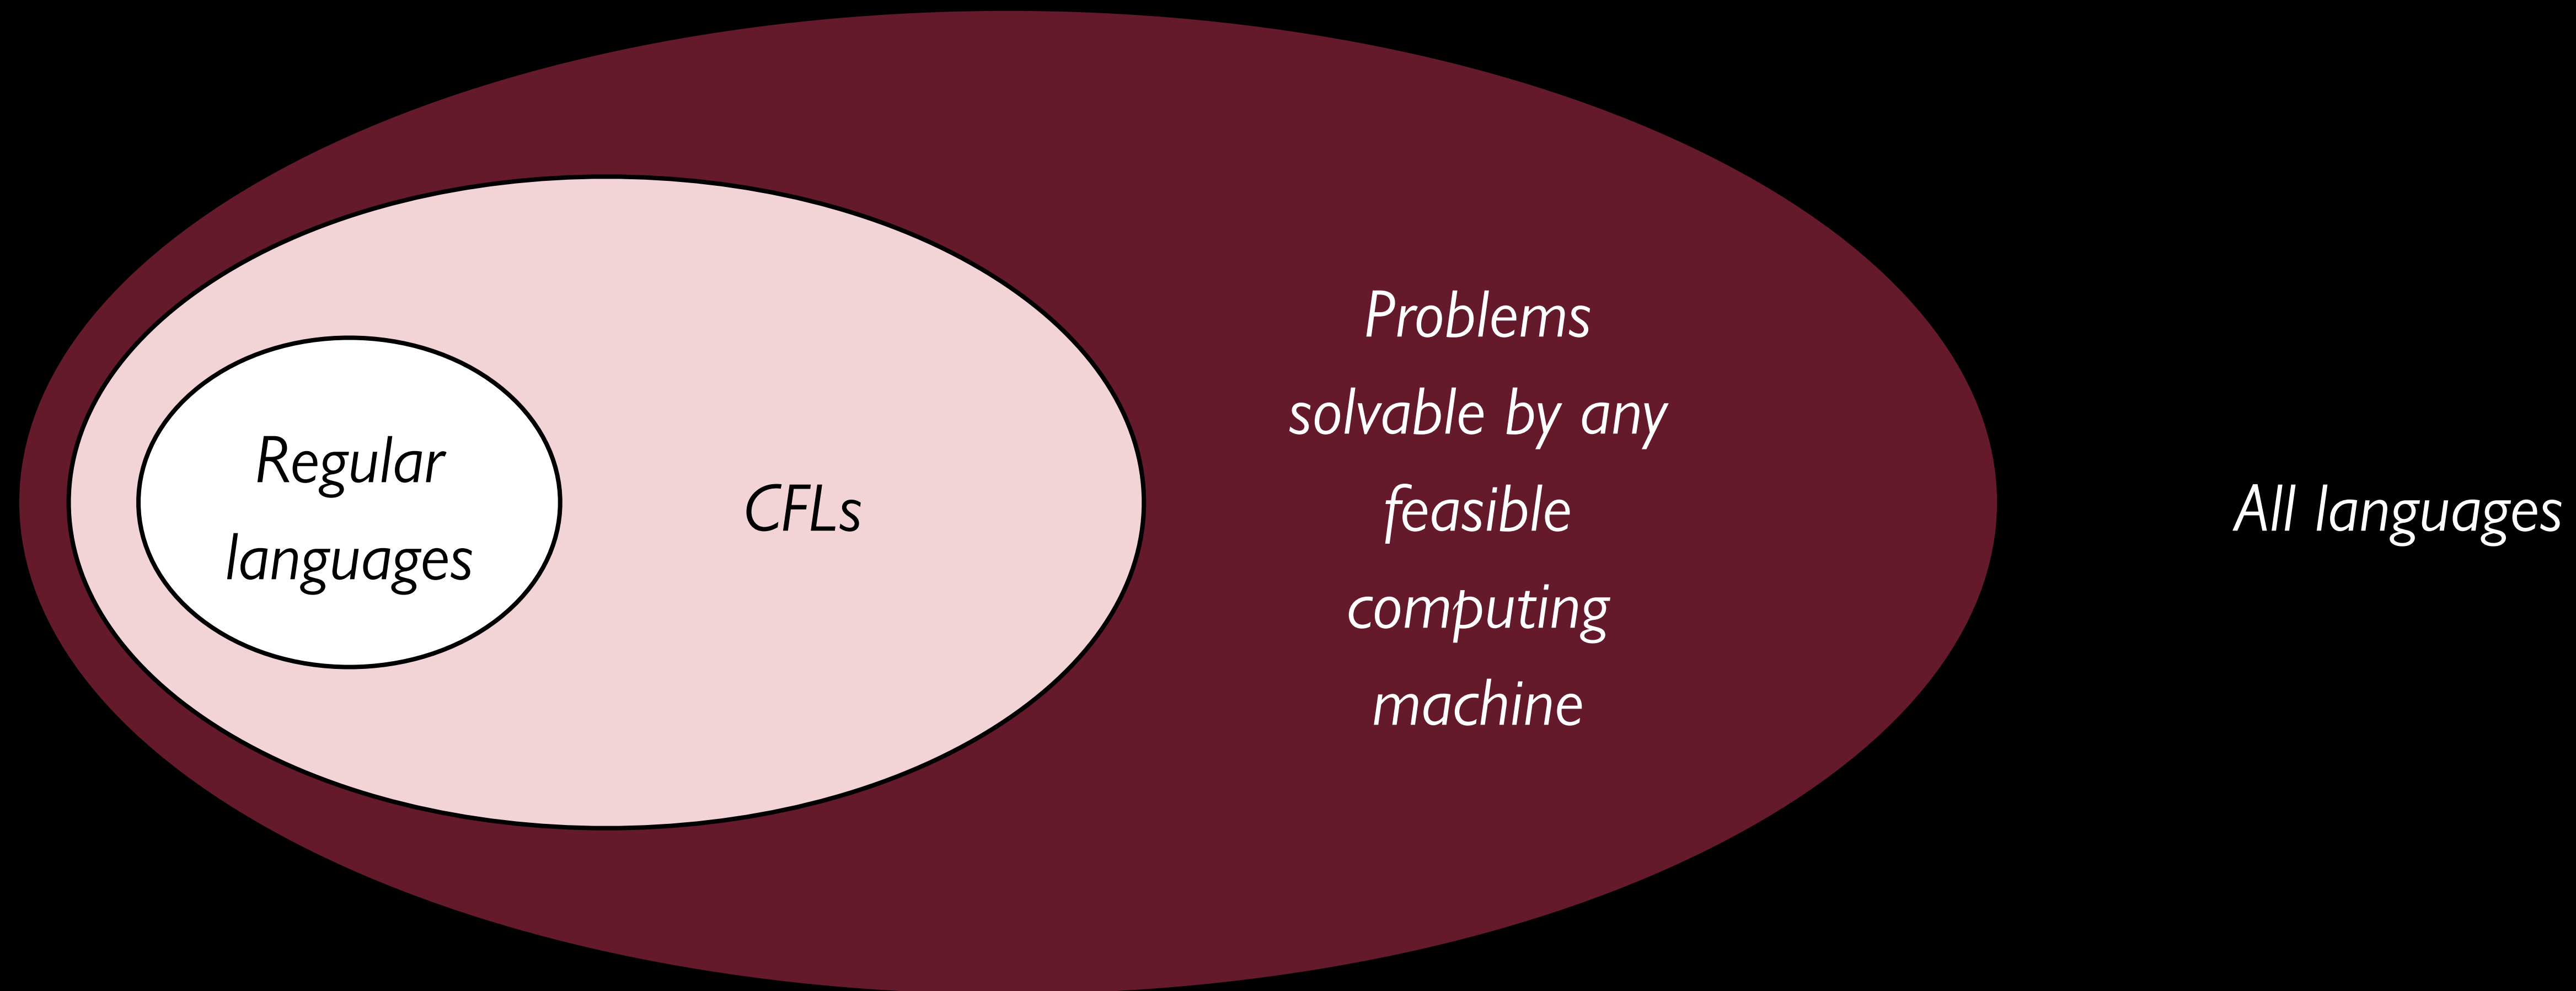 Regular
languages
CFLs
Problems
solvable by any
feasible
computing
machine
All languages